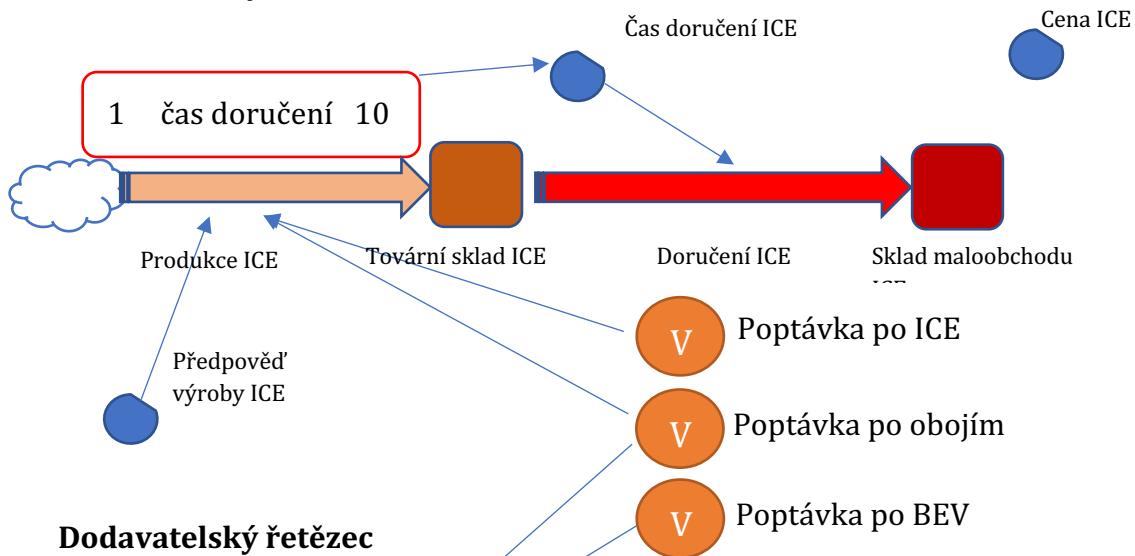 Čas doručení ICE
Cena ICE
1 čas doručení 10
Produkce ICE
Tovární sklad ICE
Doručení ICE
Sklad maloobchodu
V
Poptávka po ICE
Předpověď
výroby ICE
V
Poptávka po obojím
V
Poptávka po BEV
Dodavatelský řetězec